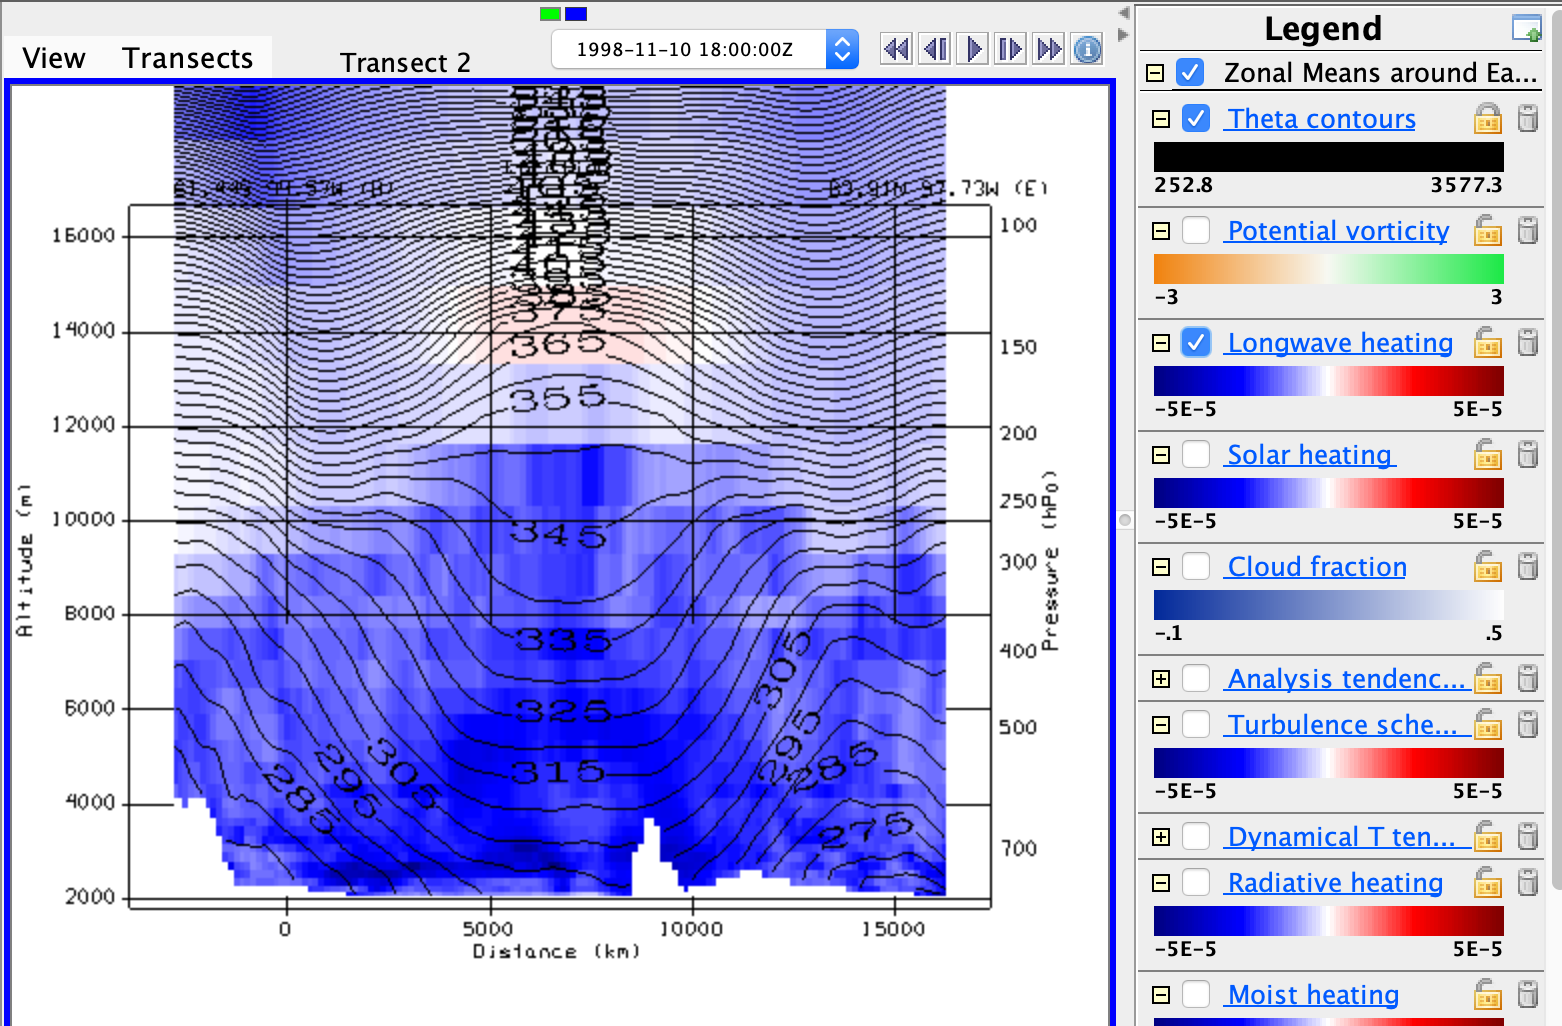 View Transects Transect 2 1998-11-10 18:00:00Z
Legend
Zonal Means around Ea...
Theta contours
252.8 3577.3
Potential vorticity
-3 3
Longwave heating
-5E-5 5E-5
Solar heating
-5E-5 5E-5
Cloud fraction
-.1 .5
Analysis tendenc...
Turbulence sche...
-5E-5 5E-5
Dynamical T ten...
Radiative heating
-5E-5 5E-5
Moist heating
(E)
16000
14000
12000
10000
8000
6000
4000
2000
Altitude (m)
100
150
200
250
300
400
500
700
Pressure (hPa)
375
365
355
345
335
325
315
305
295
285
305
295
285
275
0 5000 10000 15000
Distance (km)